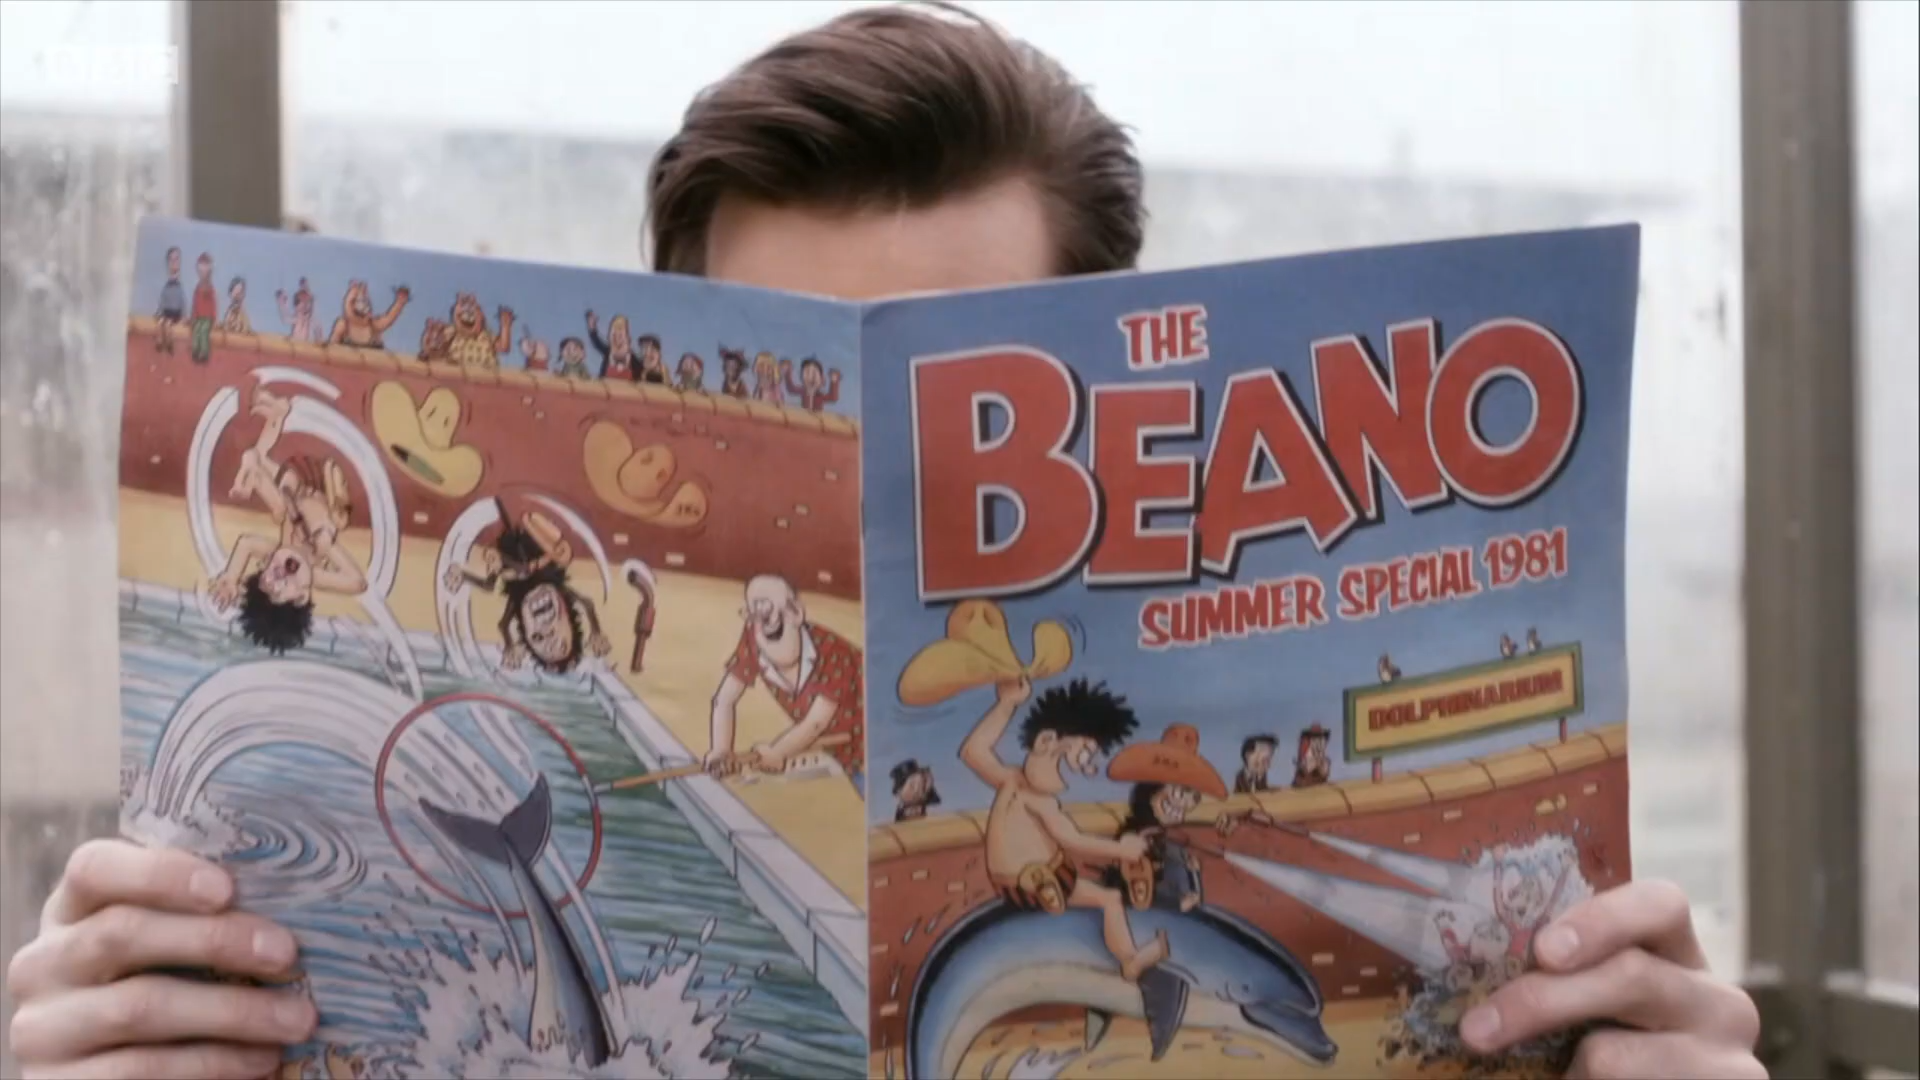 THE
BEANO
SUMMER SPECIAL 1981
DOLPHINARIUM